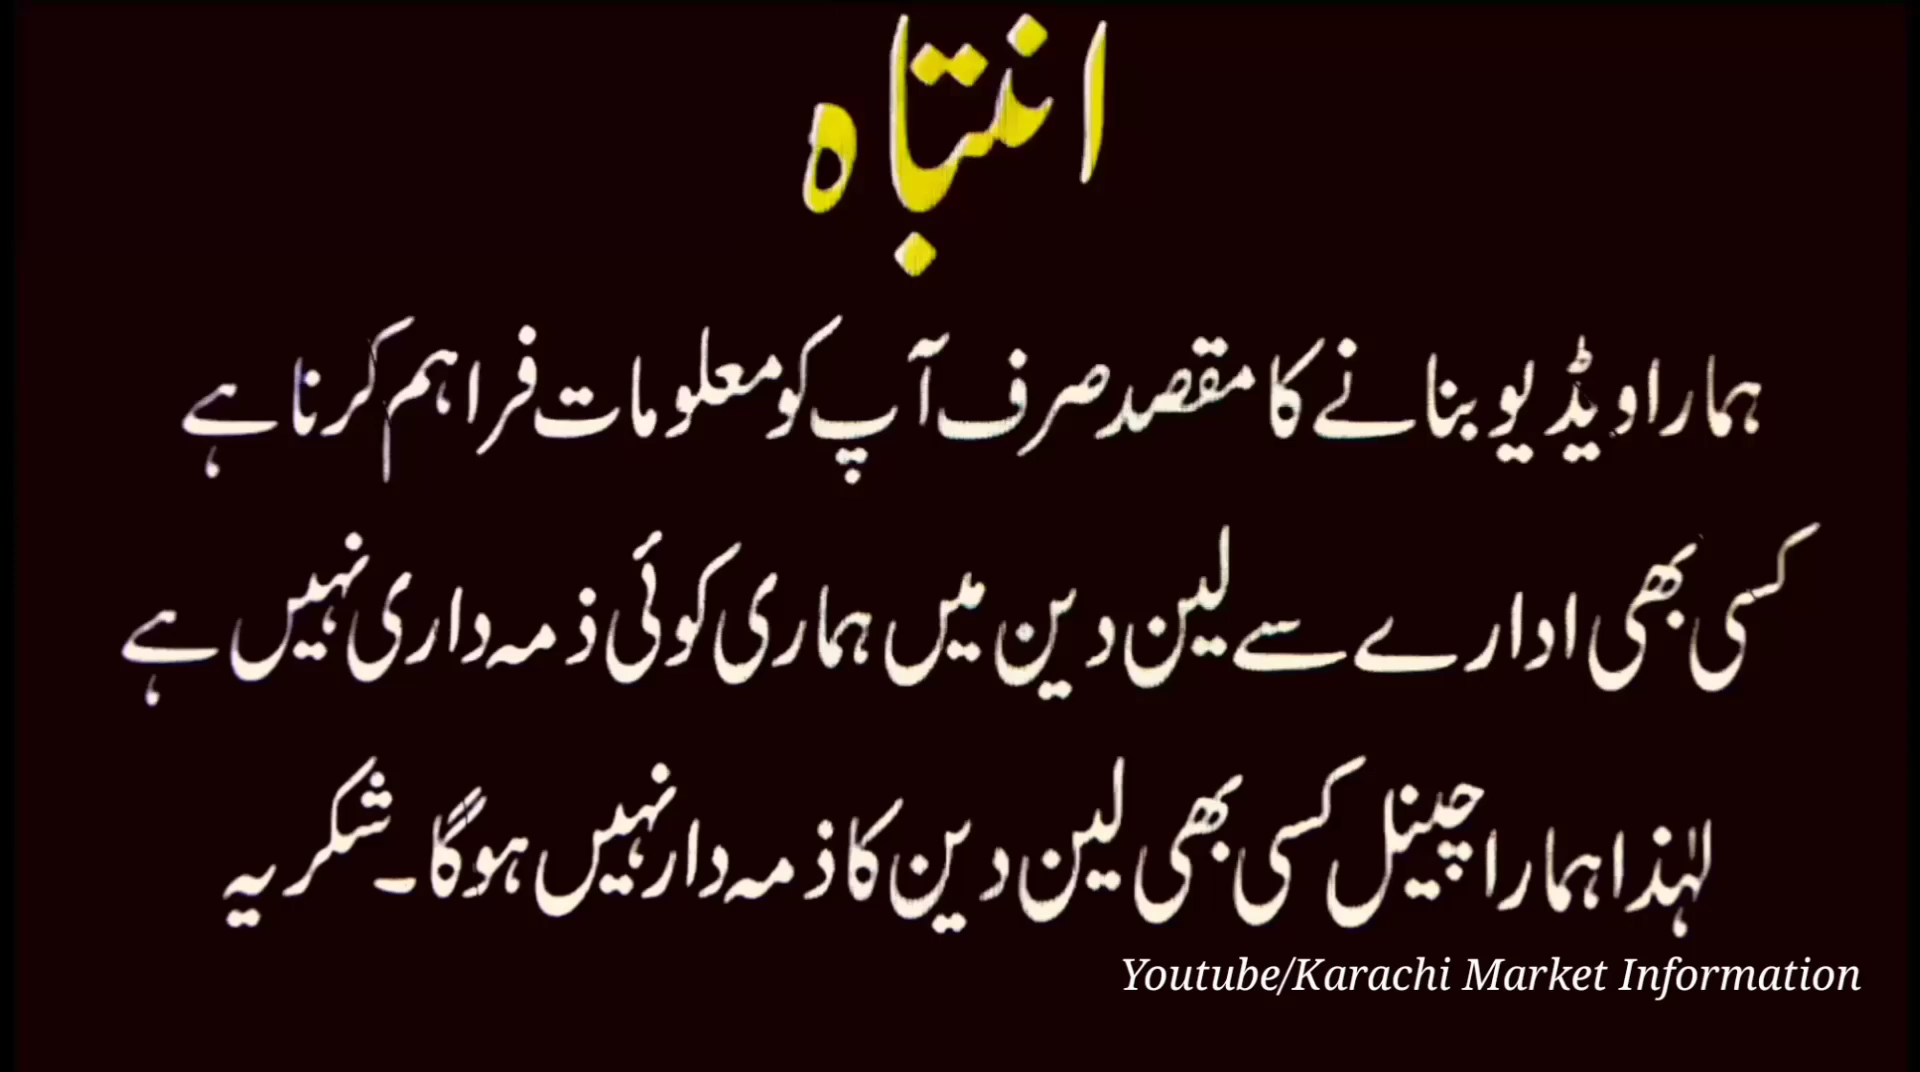 انتباہ
ہمارا ویڈیو بنانے کا مقصد صرف آپ کو معلومات فراہم کرنا ہے
کسی بھی ادارے سے لین دین میں ہماری کوئی ذمہ داری نہیں ہے
لہٰذا ہمارا چینل کسی بھی لین دین کا ذمہ دار نہیں ہوگا۔ شکریہ
Youtube/Karachi Market Information